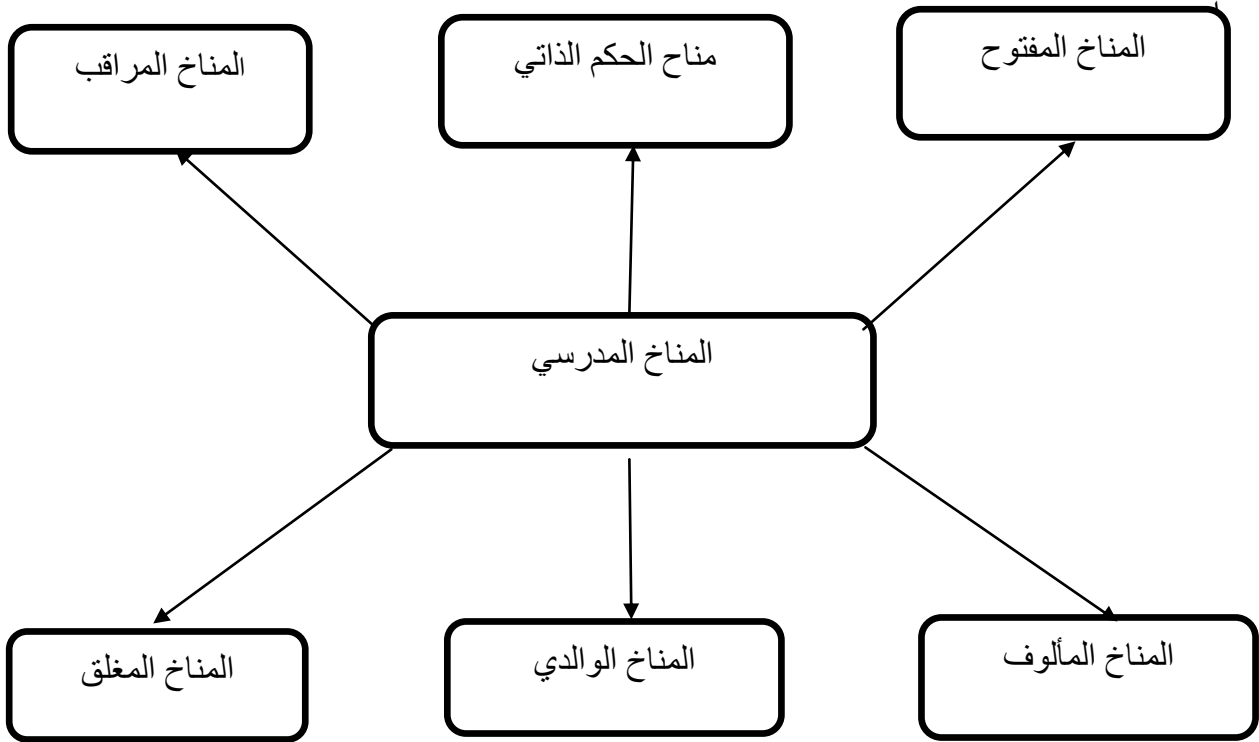 المناخ المفتوح
مناح الحكم الذاتي
المناخ المراقب
المناخ المدرسي
المناخ المألوف
المناخ الوالدي
المناخ المغلق